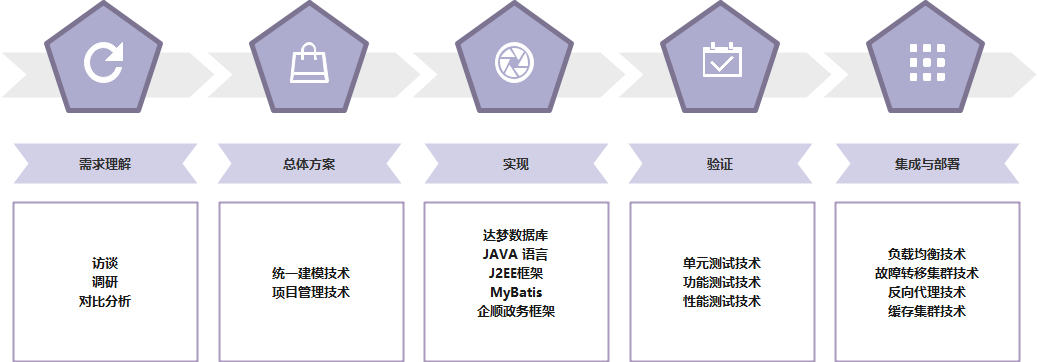 需求理解
总体方案
实现
验证
集成与部署
访谈
调研
对比分析
统一建模技术
项目管理技术
达梦数据库
JAVA 语言
J2EE框架
MyBatis
企顺政务框架
单元测试技术
功能测试技术
性能测试技术
负载均衡技术
故障转移集群技术
反向代理技术
缓存集群技术